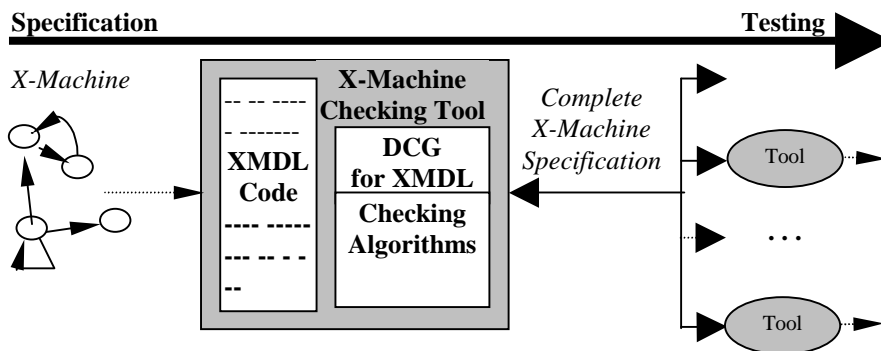 Specification
Testing
X-Machine
X-Machine
Checking Tool
XMDL
Code
DCG
for XMDL
Checking
Algorithms
Complete
X-Machine
Specification
Tool
...
Tool